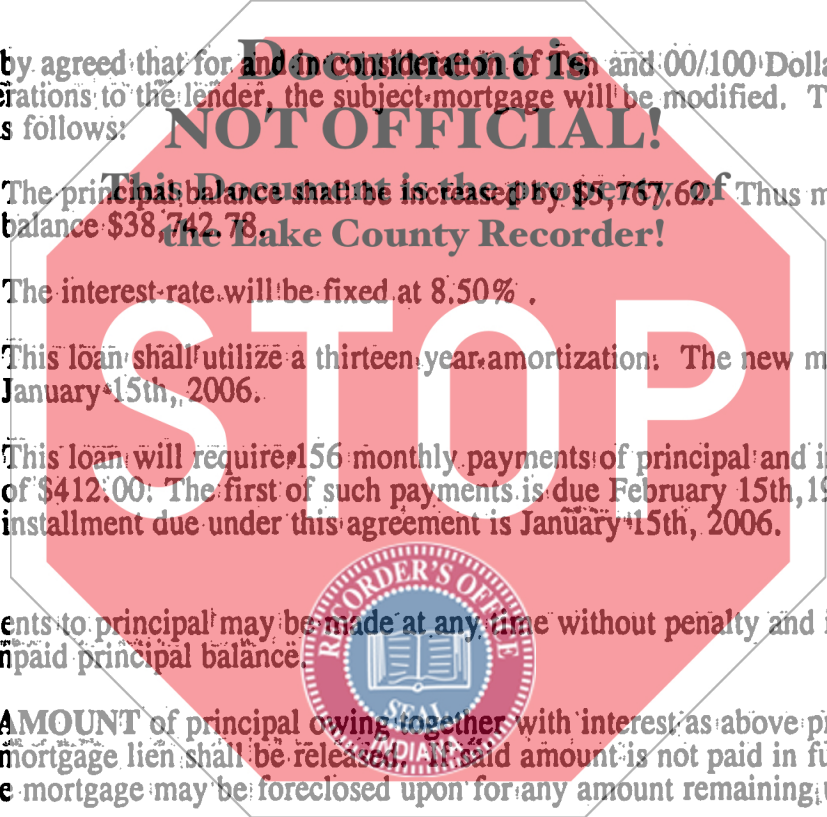 Document is
NOT OFFICIAL!
This Document is the property of
the Lake County Recorder!
STOP
RECORDER'S OFFICE
SEAL
INDIANA
by agreed that for and in consideration of Ten and 00/100 Dolla
erations to the lender, the subject mortgage will be modified. T
s follows:
The principal balance shall be increased by $5,767.62. Thus m
balance $38,742.78.
The interest rate will be fixed at 8.50% .
This loan shall utilize a thirteen year amortization. The new m
January 15th, 2006.
This loan will require 156 monthly payments of principal and i
of $412.00. The first of such payments is due February 15th, 19
installment due under this agreement is January 15th, 2006.
ents to principal may be made at any time without penalty and i
npaid principal balance.
AMOUNT of principal owing together with interest as above p
mortgage lien shall be released. If said amount is not paid in fu
e mortgage may be foreclosed upon for any amount remaining